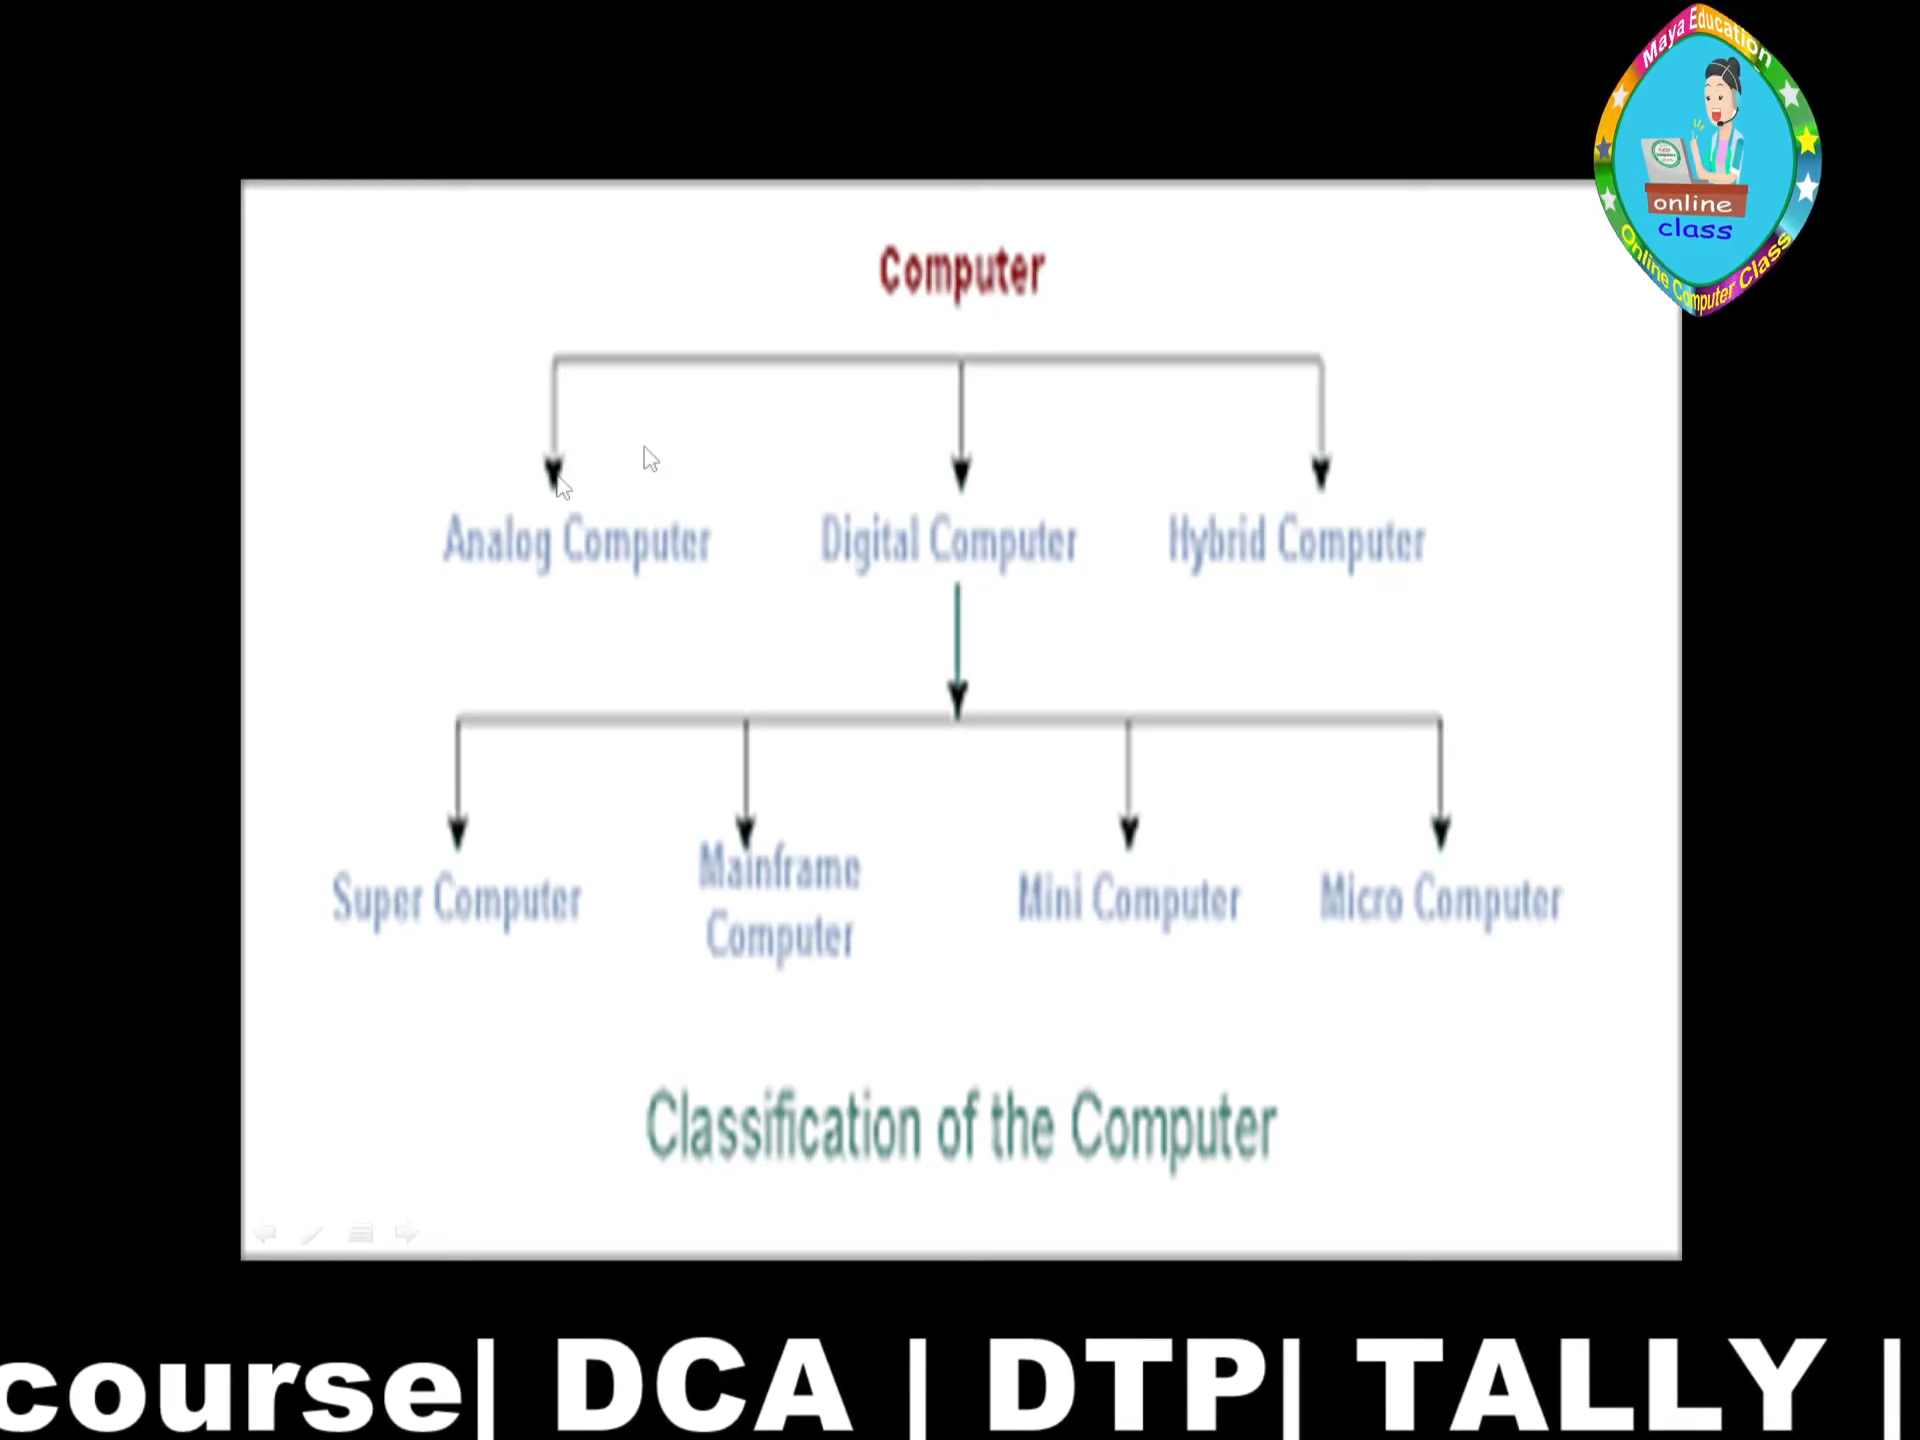 Maya Education
online
class
Online Computer Class
Computer
Analog Computer
Digital Computer
Hybrid Computer
Super Computer
Mainframe
Computer
Mini Computer
Micro Computer
Classification of the Computer
course| DCA | DTP| TALLY |